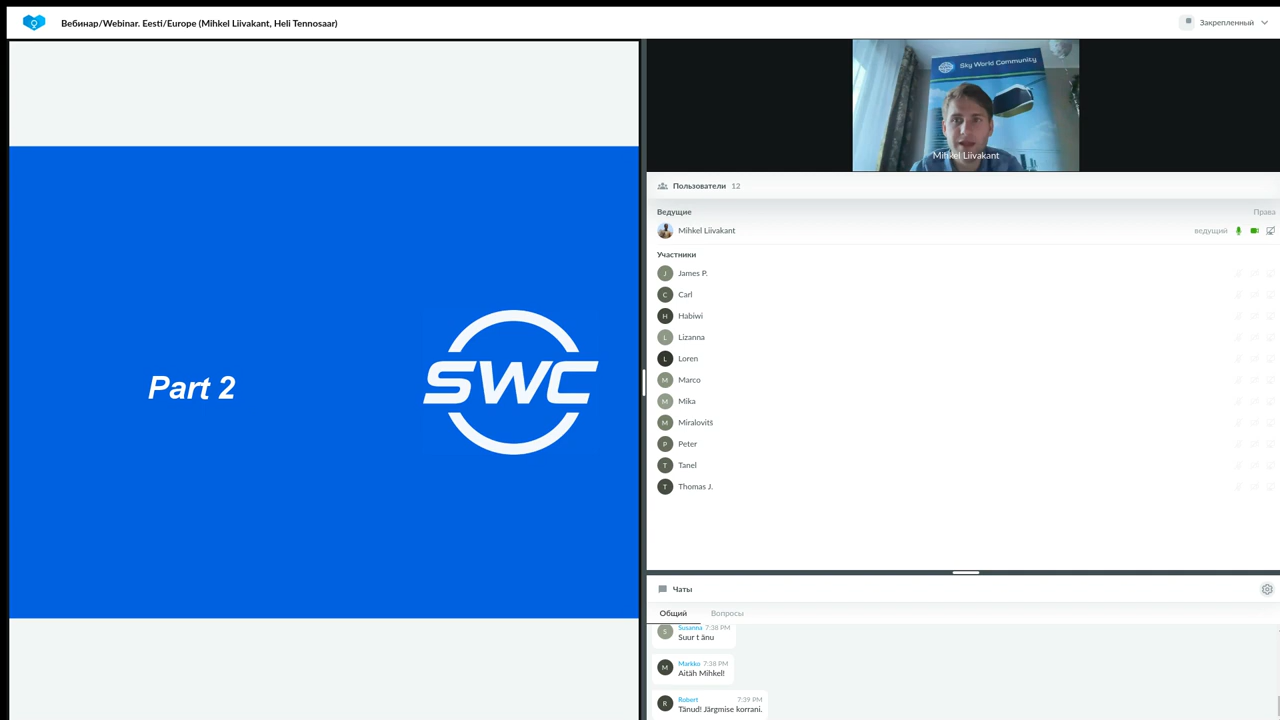 Вебинар/Webinar. Eesti/Europe (Mihkel Liivakant, Heli Tennosaar)
Закрепленный
Part 2
SWC
Sky World Community
Mihkel Liivakant
Пользователи 12
Ведущие
Права
Mihkel Liivakant
ведущий
Участники
J James P.
C Carl
H Habiwi
L Lizanna
L Loren
M Marco
M Mika
M Miralovitš
P Peter
T Tanel
T Thomas J.
Чаты
Общий
Вопросы
S Susanna 7:38 PM
Suur t änu
M Markko 7:38 PM
Aitäh Mihkel!
R Robert 7:39 PM
Tänud! Järgmise korrani.